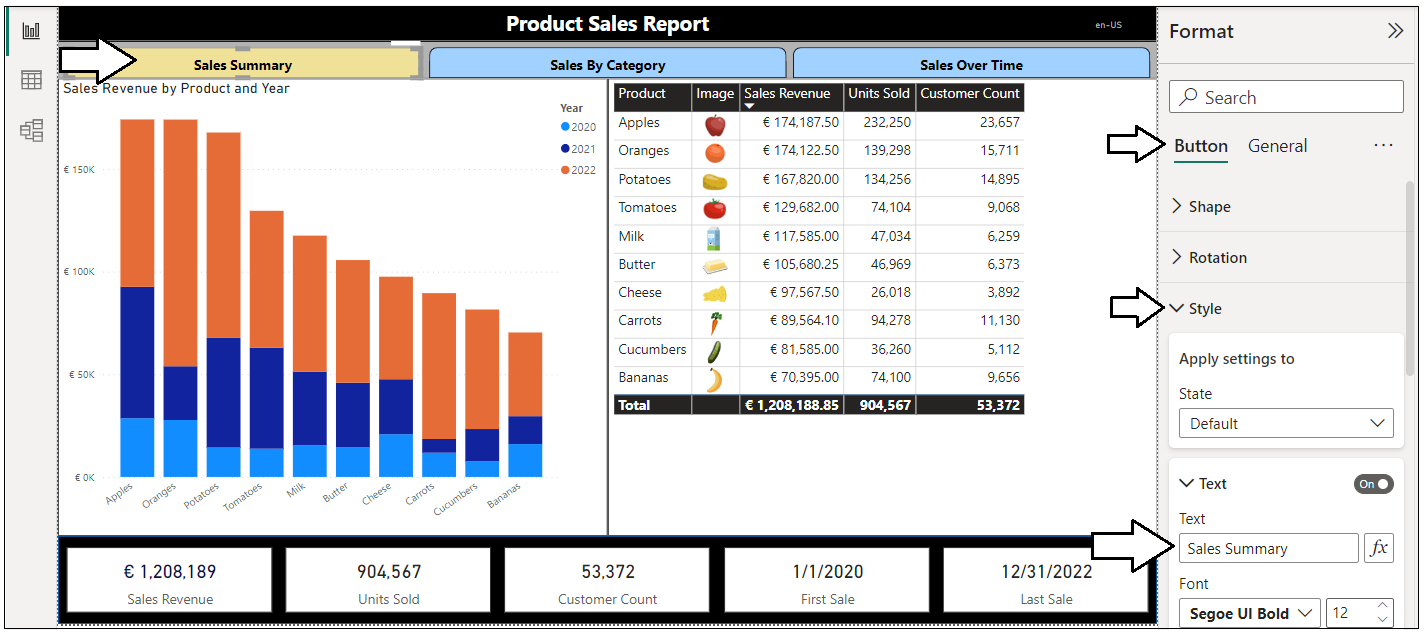 Product Sales Report
en-US
Sales Summary
Sales By Category
Sales Over Time
Sales Revenue by Product and Year
Year
2020
2021
2022
€ 150K
€ 100K
€ 50K
€ 0K
Apples
Oranges
Potatoes
Tomatoes
Milk
Butter
Cheese
Carrots
Cucumbers
Bananas
Product Image Sales Revenue Units Sold Customer Count
Apples € 174,187.50 232,250 23,657
Oranges € 174,122.50 139,298 15,711
Potatoes € 167,820.00 134,256 14,895
Tomatoes € 129,682.00 74,104 9,068
Milk € 117,585.00 47,034 6,259
Butter € 105,680.25 46,969 6,373
Cheese € 97,567.50 26,018 3,892
Carrots € 89,564.10 94,278 11,130
Cucumbers € 81,585.00 36,260 5,112
Bananas € 70,395.00 74,100 9,656
Total € 1,208,188.85 904,567 53,372
€ 1,208,189
Sales Revenue
904,567
Units Sold
53,372
Customer Count
1/1/2020
First Sale
12/31/2022
Last Sale
Format
Search
Button General
Shape
Rotation
Style
Apply settings to
State
Default
Text On
Text
Sales Summary fx
Font
Segoe UI Bold 12